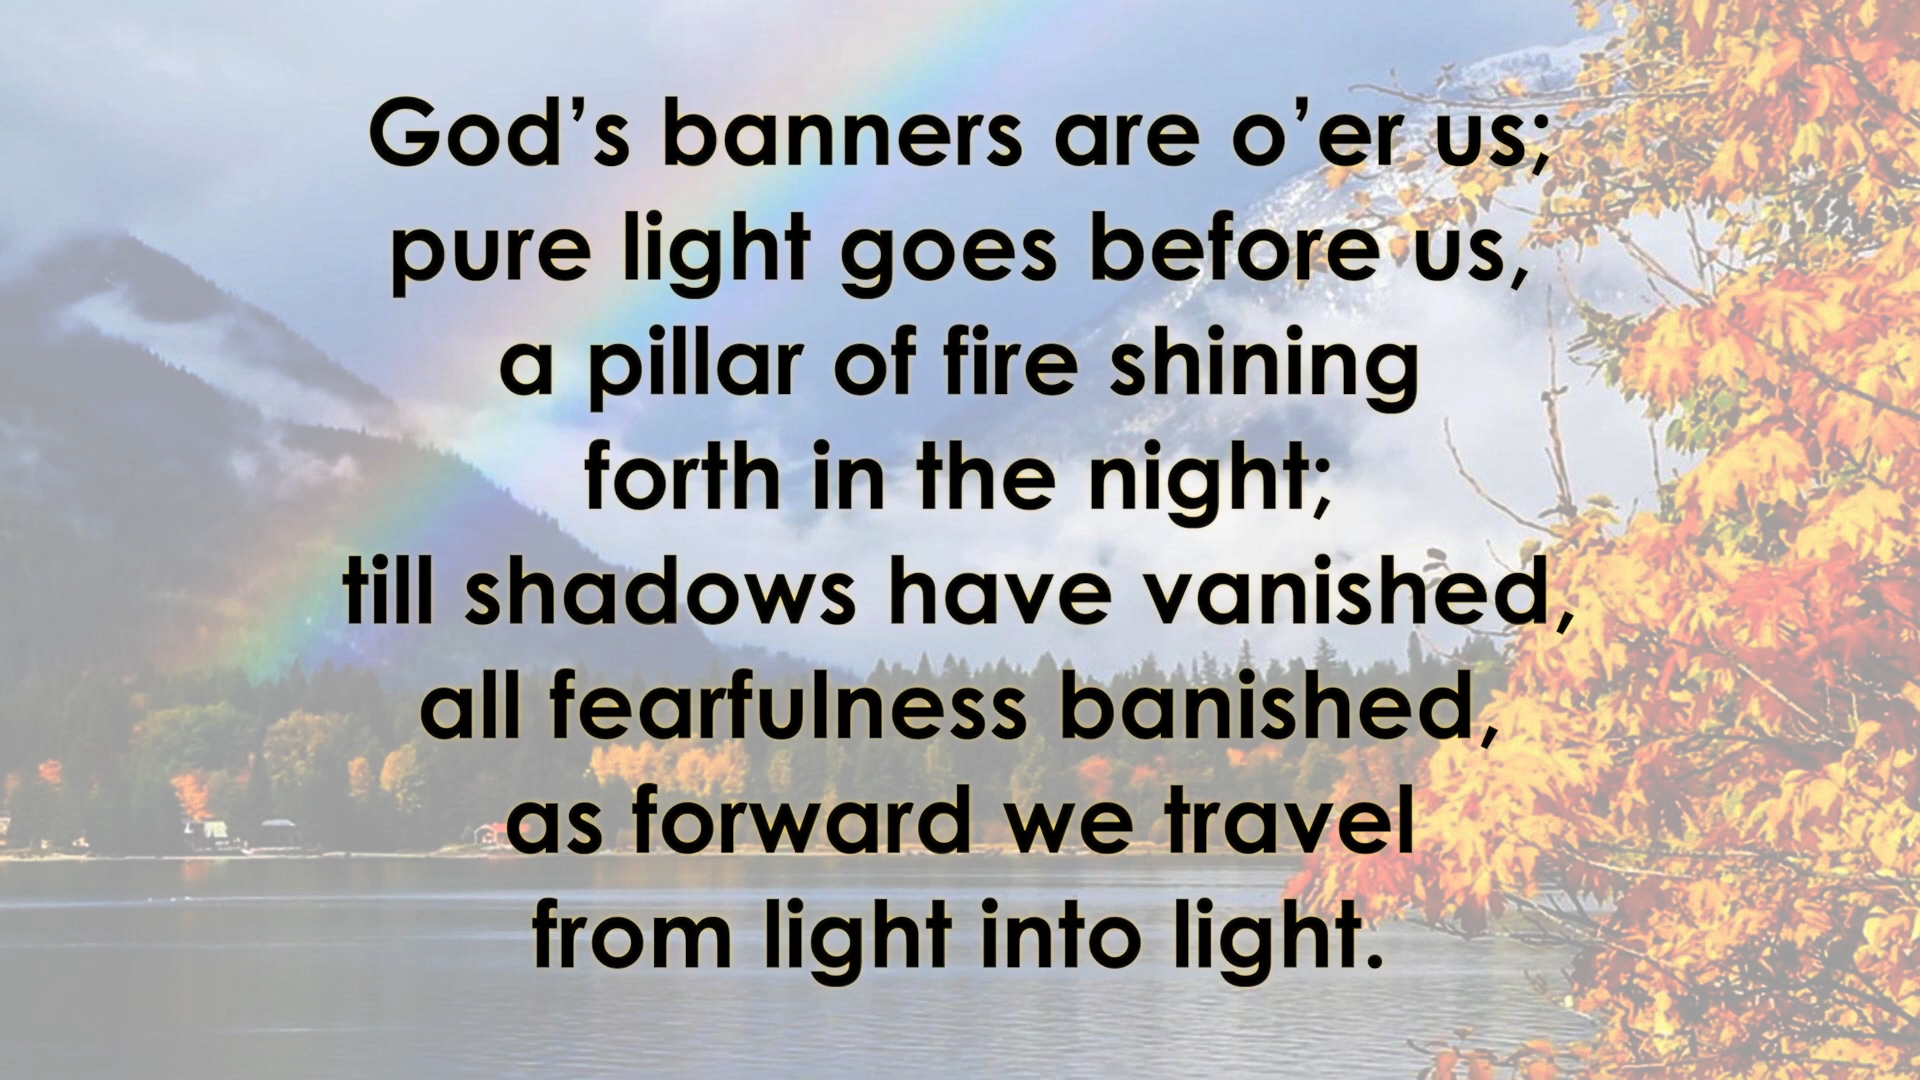 God’s banners are o’er us;
pure light goes before us,
a pillar of fire shining
forth in the night;
till shadows have vanished,
all fearfulness banished,
as forward we travel
from light into light.